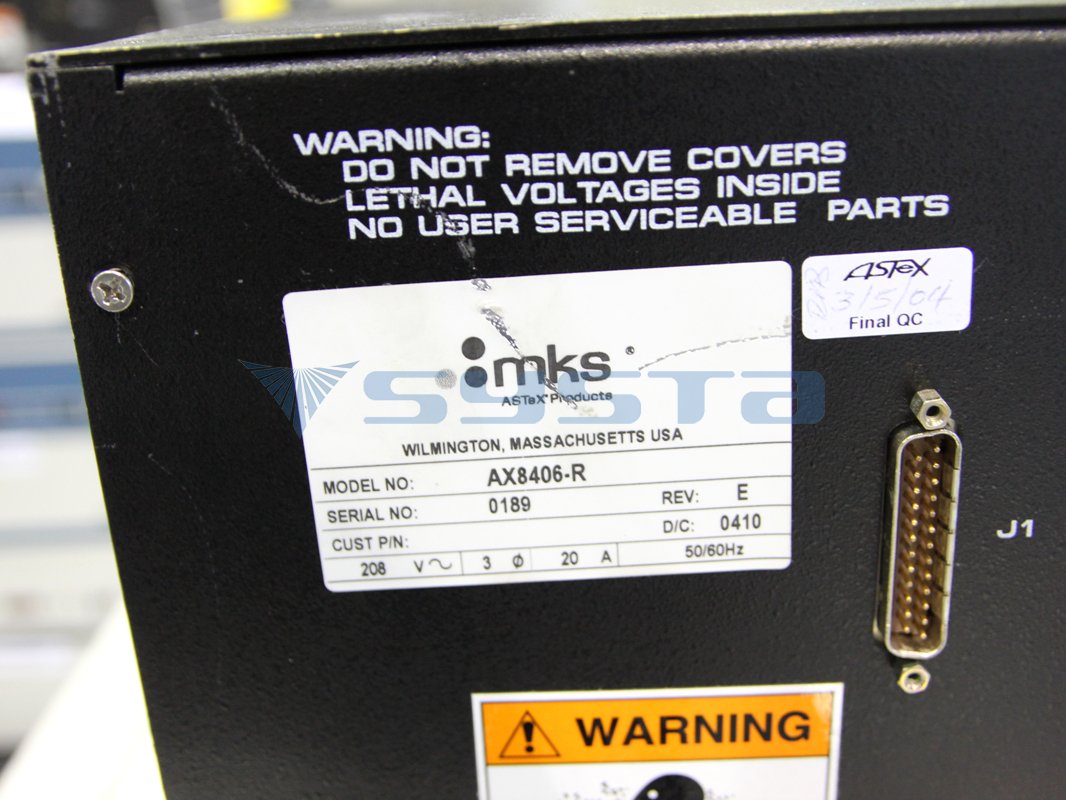 WARNING:
DO NOT REMOVE COVERS
LETHAL VOLTAGES INSIDE
NO USER SERVICEABLE PARTS
ASTeX
3/5/04
Final QC
mks
ASTeX® Products
systa
WILMINGTON, MASSACHUSETTS USA
MODEL NO: AX8406-R
SERIAL NO: 0189 REV: E
CUST P/N: D/C: 0410
208 V~ 3 Ø 20 A 50/60Hz
J1
WARNING